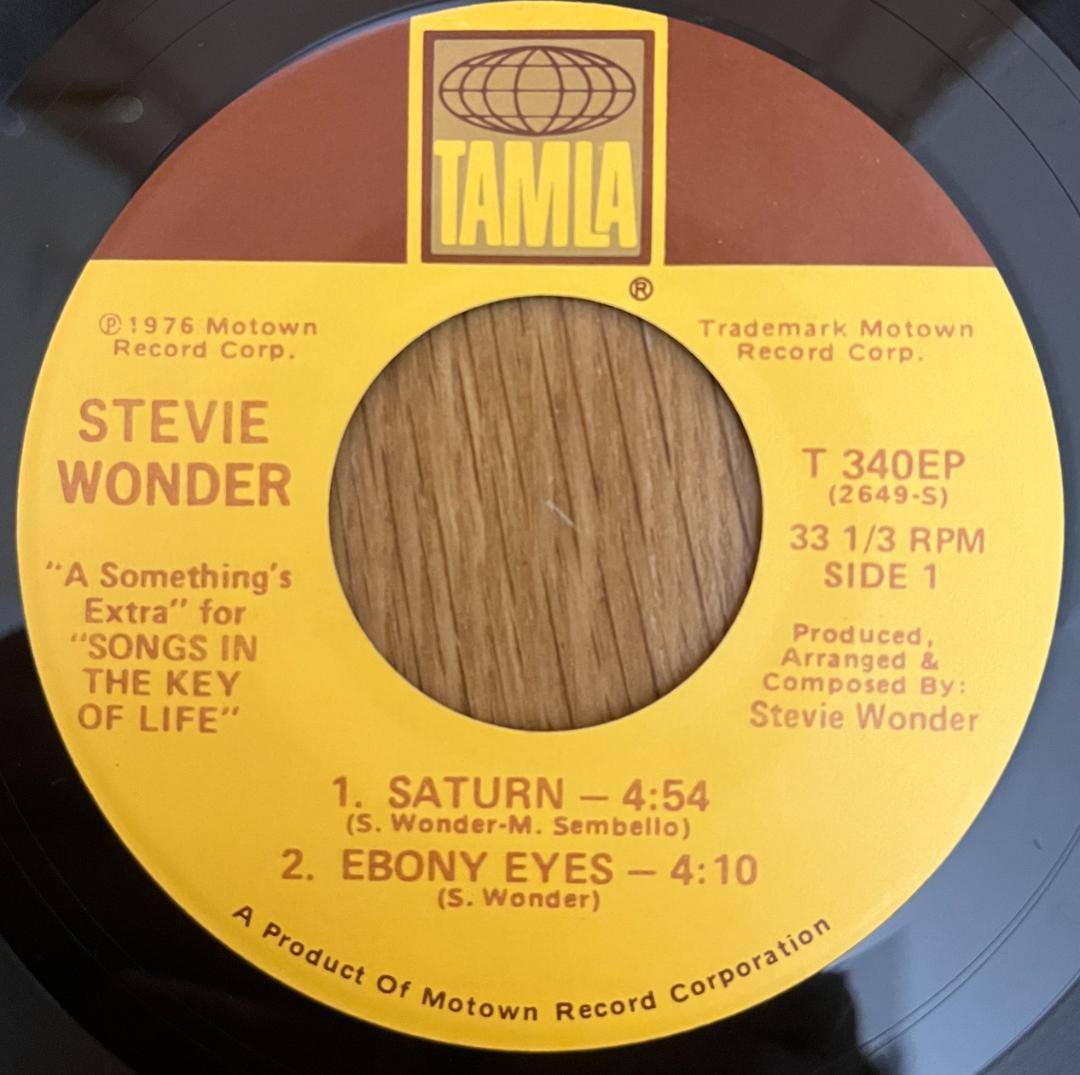 TAMLA
®
℗1976 Motown
Record Corp.
Trademark Motown
Record Corp.
STEVIE
WONDER
"A Something's
Extra" for
"SONGS IN
THE KEY
OF LIFE"
T 340EP
(2649-S)
33 1/3 RPM
SIDE 1
Produced,
Arranged &
Composed By:
Stevie Wonder
1. SATURN — 4:54
(S. Wonder-M. Sembello)
2. EBONY EYES — 4:10
(S. Wonder)
A Product Of Motown Record Corporation